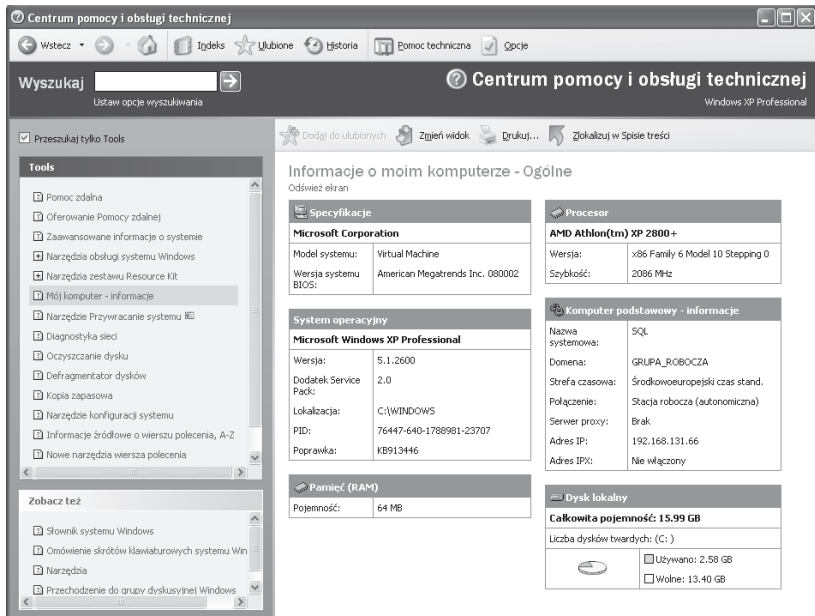 Centrum pomocy i obsługi technicznej
Wstecz
Indeks
Ulubione
Historia
Pomoc techniczna
Opcje
Wyszukaj
Ustaw opcje wyszukiwania
Centrum pomocy i obsługi technicznej
Windows XP Professional
Przeszukaj tylko Tools
Tools
Pomoc zdalna
Oferowanie Pomocy zdalnej
Zaawansowane informacje o systemie
Narzędzia obsługi systemu Windows
Narzędzia zestawu Resource Kit
Mój komputer - informacje
Narzędzie Przywracanie systemu
Diagnostyka sieci
Oczyszczanie dysku
Defragmentator dysków
Kopia zapasowa
Narzędzie konfiguracji systemu
Informacje źródłowe o wierszu polecenia, A-Z
Nowe narzędzia wiersza polecenia
Zobacz też
Słownik systemu Windows
Omówienie skrótów klawiaturowych systemu Win
Narzędzia
Przechodzenie do grupy dyskusyjnej Windows
Dodaj do ulubionych
Zmień widok
Drukuj...
Zlokalizuj w Spisie treści
Informacje o moim komputerze - Ogólne
Odśwież ekran
Specyfikacje
Microsoft Corporation
Model systemu: Virtual Machine
Wersja systemu BIOS: American Megatrends Inc. 080002
System operacyjny
Microsoft Windows XP Professional
Wersja: 5.1.2600
Dodatek Service Pack: 2.0
Lokalizacja: C:\WINDOWS
PID: 76447-640-1788981-23707
Poprawka: KB913446
Pamięć (RAM)
Pojemność: 64 MB
Procesor
AMD Athlon(tm) XP 2800+
Wersja: x86 Family 6 Model 10 Stepping 0
Szybkość: 2086 MHz
Komputer podstawowy - informacje
Nazwa systemowa: SQL
Domena: GRUPA_ROBOCZA
Strefa czasowa: Środkowoeuropejski czas stand.
Połączenie: Stacja robocza (autonomiczna)
Serwer proxy: Brak
Adres IP: 192.168.131.66
Adres IPX: Nie włączony
Dysk lokalny
Całkowita pojemność: 15.99 GB
Liczba dysków twardych: (C: )
Używano: 2.58 GB
Wolne: 13.40 GB